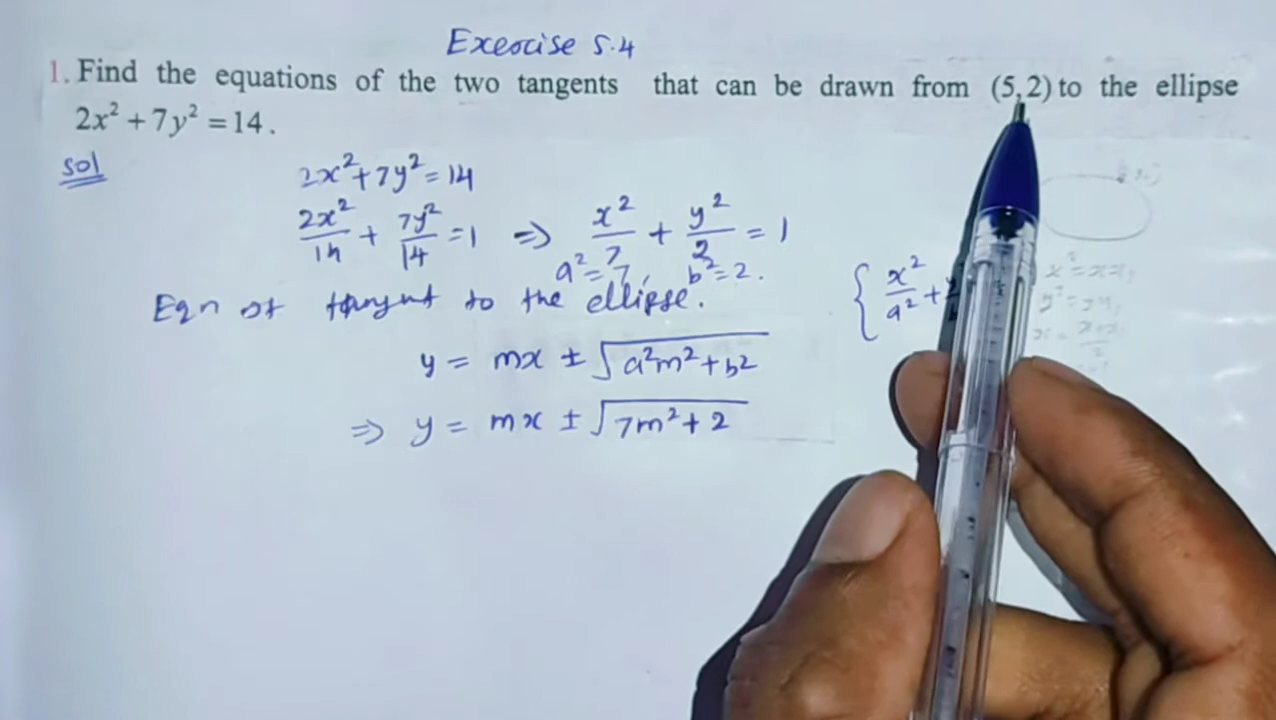 Exercise 5.4
1. Find the equations of the two tangents that can be drawn from (5,2) to the ellipse
2x² + 7y² = 14.
Sol
2x² + 7y² = 14
2x²/14 + 7y²/14 = 1 ⇒ x²/7 + y²/2 = 1
a² = 7, b² = 2.
Eqn of tangent to the ellipse.
{ x²/a² +
y = mx ± √(a²m² + b²)
⇒ y = mx ± √(7m² + 2)